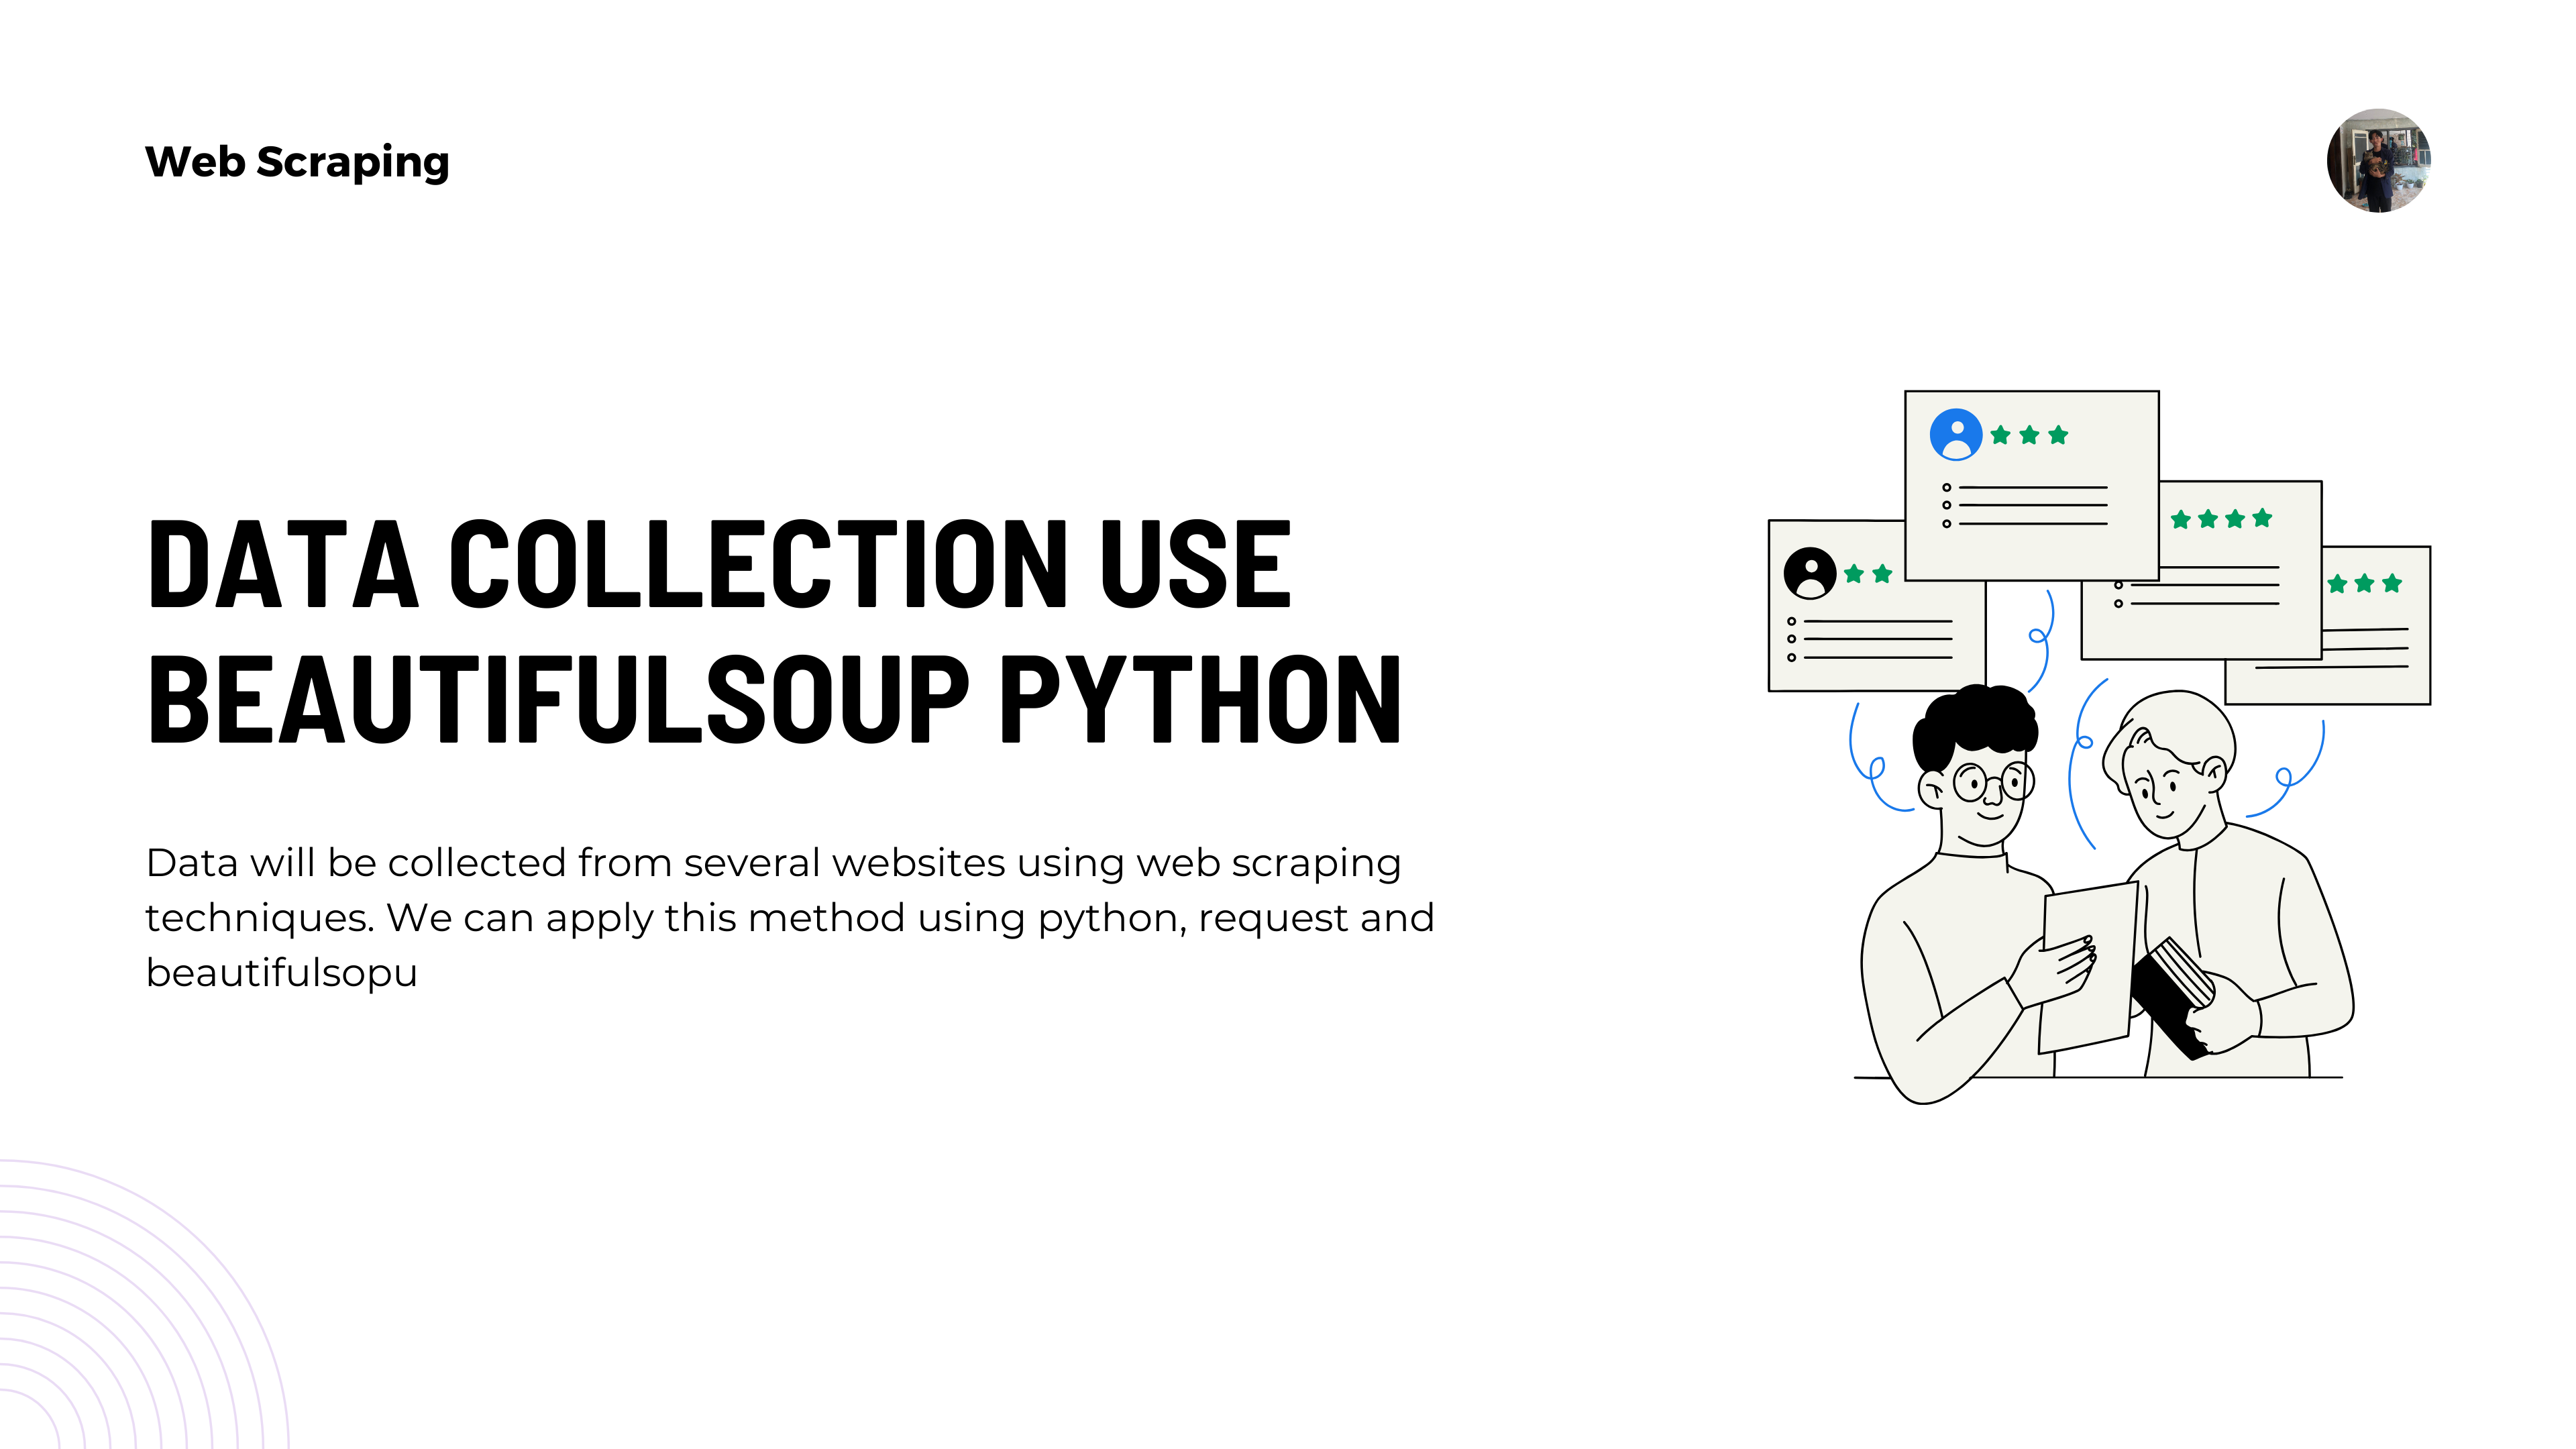 Web Scraping
DATA COLLECTION USE
BEAUTIFULSOUP PYTHON
Data will be collected from several websites using web scraping
techniques. We can apply this method using python, request and
beautifulsopu